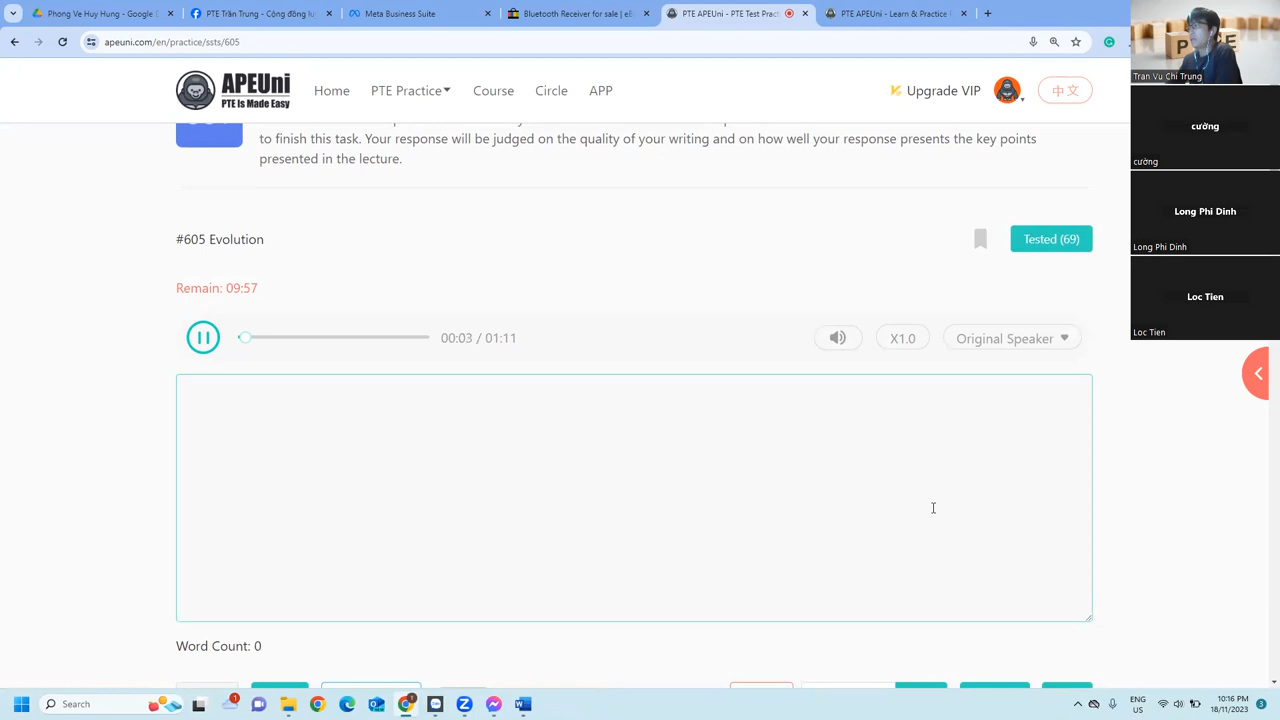 Phong Ve Huy Hung - Google D
PTE Trần Trung - Cộng đồng lu
Meta Business Suite
Bluetooth Receiver for sale | eB
PTE APEUni - PTE Test Practi
PTE APEUni - Learn & Practice
apeuni.com/en/practice/ssts/605
APEUni
PTE Is Made Easy
Home
PTE Practice
Course
Circle
APP
Upgrade VIP
中文
to finish this task. Your response will be judged on the quality of your writing and on how well your response presents the key points
presented in the lecture.
#605 Evolution
Tested (69)
Remain: 09:57
00:03 / 01:11
X1.0
Original Speaker
Word Count: 0
Tran Vu Chi Trung
cường
cường
Long Phi Dinh
Long Phi Dinh
Loc Tien
Loc Tien
Search
ENG
US
10:16 PM
18/11/2023